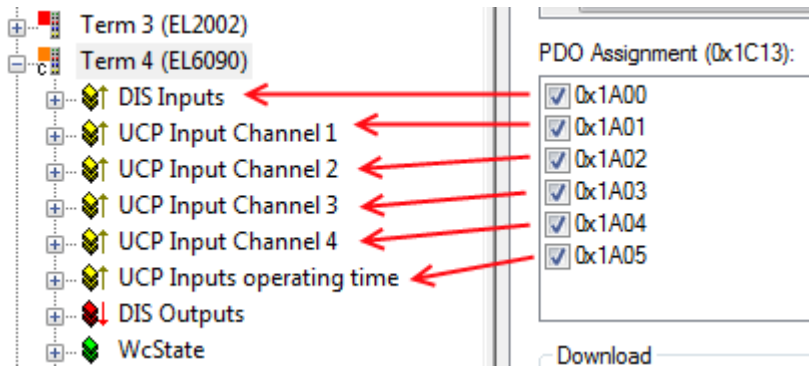 Term 3 (EL2002)
Term 4 (EL6090)
C
DIS Inputs
UCP Input Channel 1
UCP Input Channel 2
UCP Input Channel 3
UCP Input Channel 4
UCP Inputs operating time
DIS Outputs
WcState
PDO Assignment (0x1C13):
0x1A00
0x1A01
0x1A02
0x1A03
0x1A04
0x1A05
Download